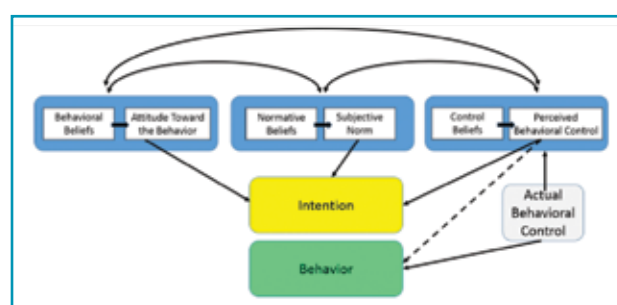 Behavioral
Beliefs
Attitude Toward
the Behavior
Normative
Beliefs
Subjective
Norm
Control
Beliefs
Perceived
Behavioral Control
Intention
Actual
Behavioral
Control
Behavior